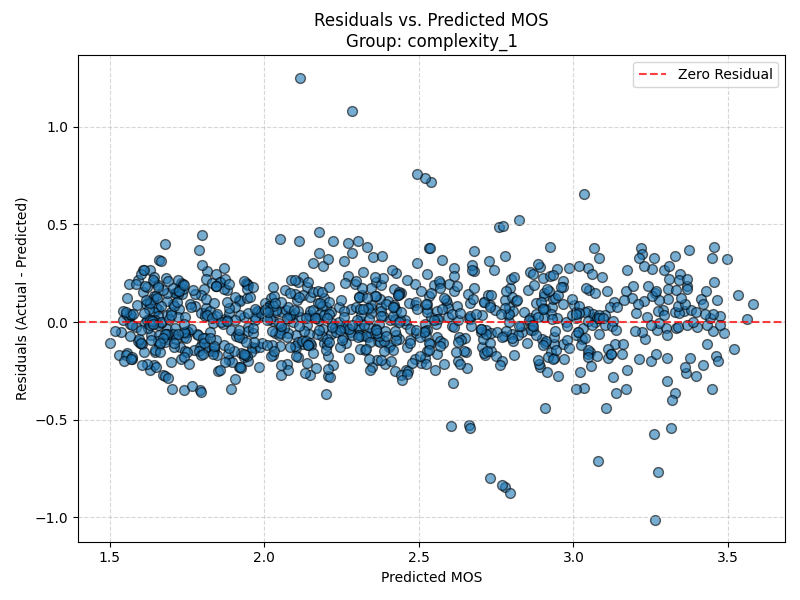 Residuals vs. Predicted MOS
Group: complexity_1
Zero Residual
Residuals (Actual - Predicted)
1.0
0.5
0.0
−0.5
−1.0
1.5 2.0 2.5 3.0 3.5
Predicted MOS